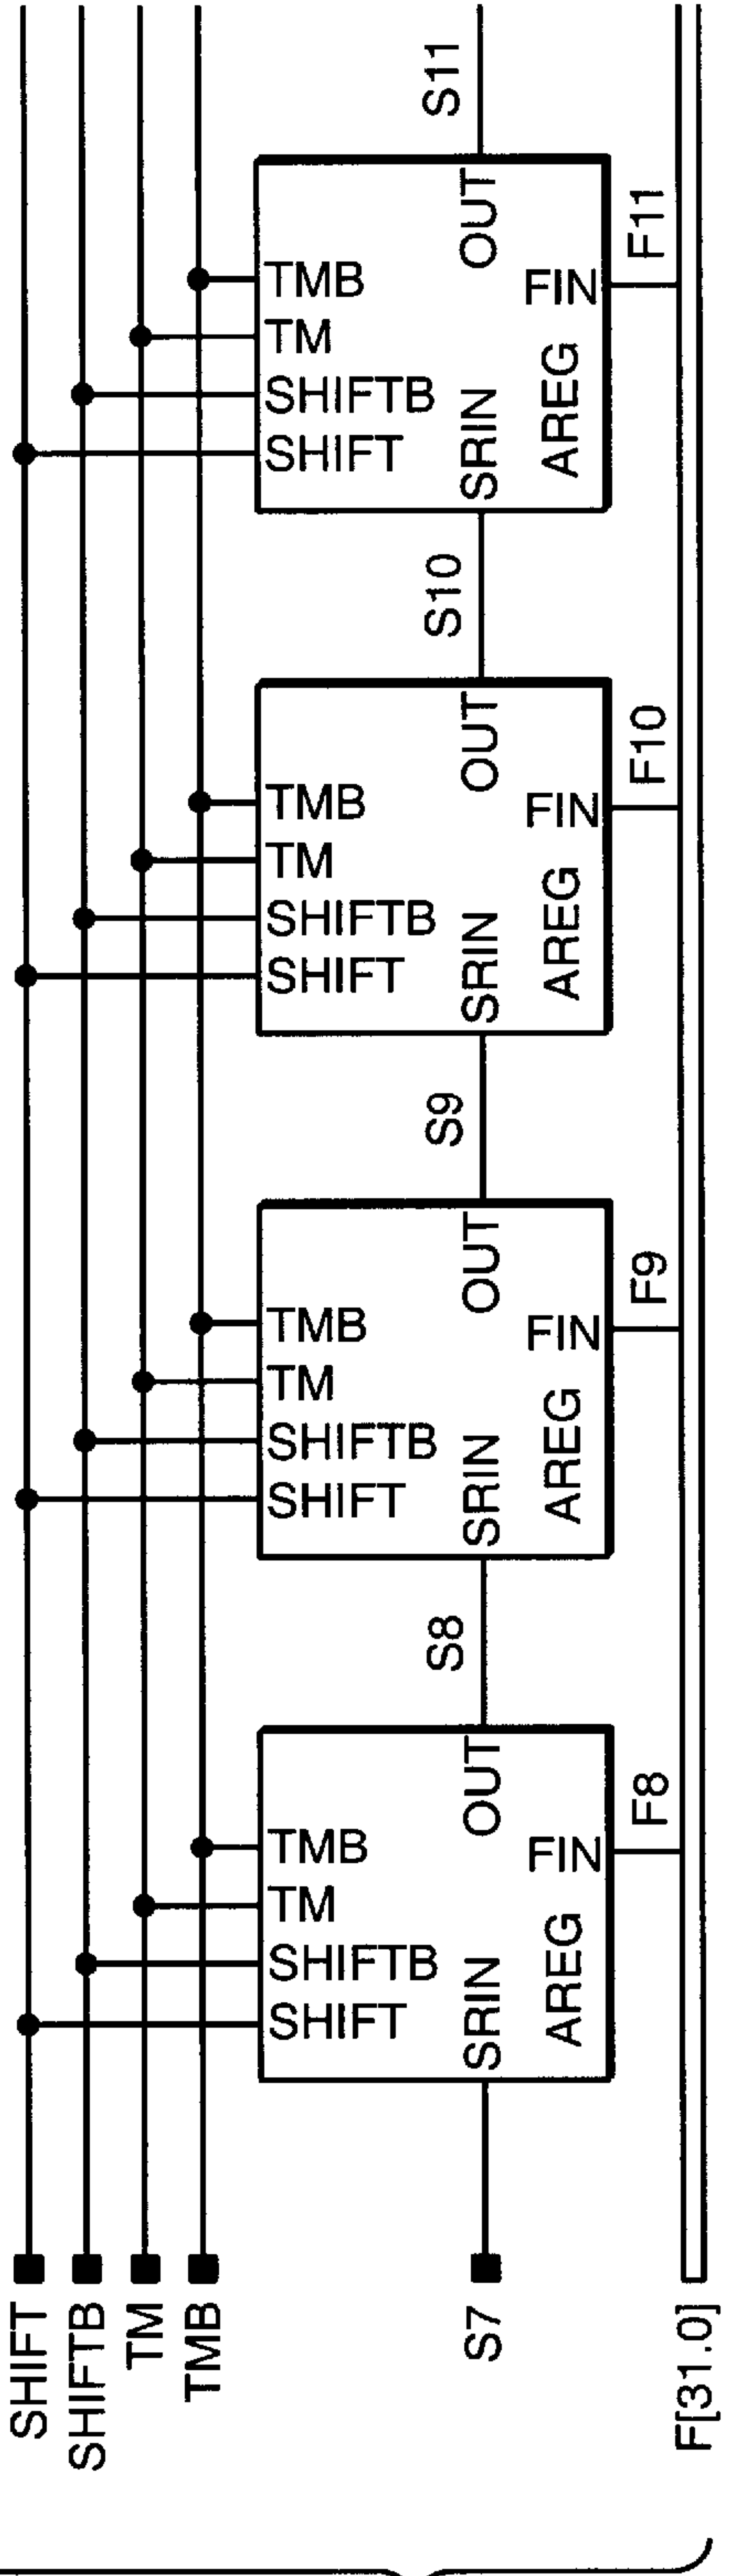 S11
TMB
TM
SHIFTB
SHIFT
OUT
FIN
SRIN
AREG
F11
S10
TMB
TM
SHIFTB
SHIFT
OUT
FIN
SRIN
AREG
F10
S9
TMB
TM
SHIFTB
SHIFT
OUT
FIN
SRIN
AREG
F9
S8
TMB
TM
SHIFTB
SHIFT
OUT
FIN
SRIN
AREG
F8
SHIFT
SHIFTB
TM
TMB
S7
F[31.0]